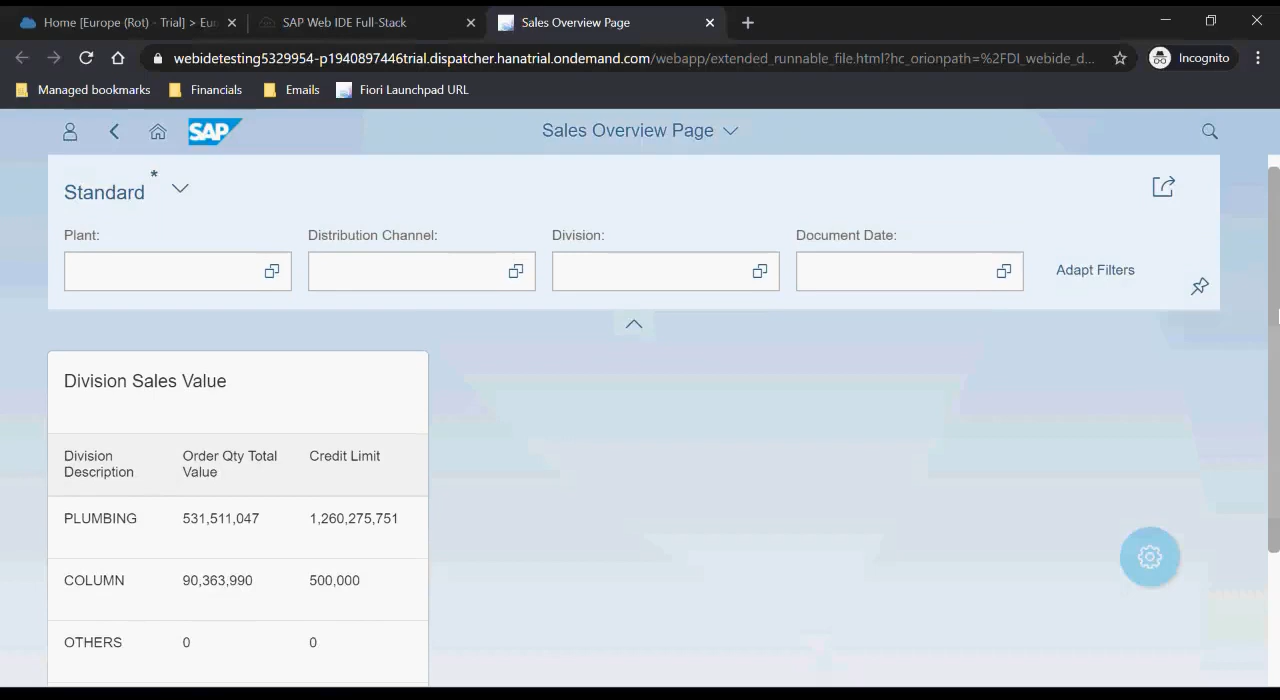 Home [Europe (Rot) - Trial] > Eur
SAP Web IDE Full-Stack
Sales Overview Page
webidetesting5329954-p1940897446trial.dispatcher.hanatrial.ondemand.com/webapp/extended_runnable_file.html?hc_orionpath=%2FDI_webide_d...
Incognito
Managed bookmarks
Financials
Emails
Fiori Launchpad URL
SAP
Sales Overview Page
Standard *
Plant:
Distribution Channel:
Division:
Document Date:
Adapt Filters
Division Sales Value
Division Description
Order Qty Total Value
Credit Limit
PLUMBING 531,511,047 1,260,275,751
COLUMN 90,363,990 500,000
OTHERS 0 0